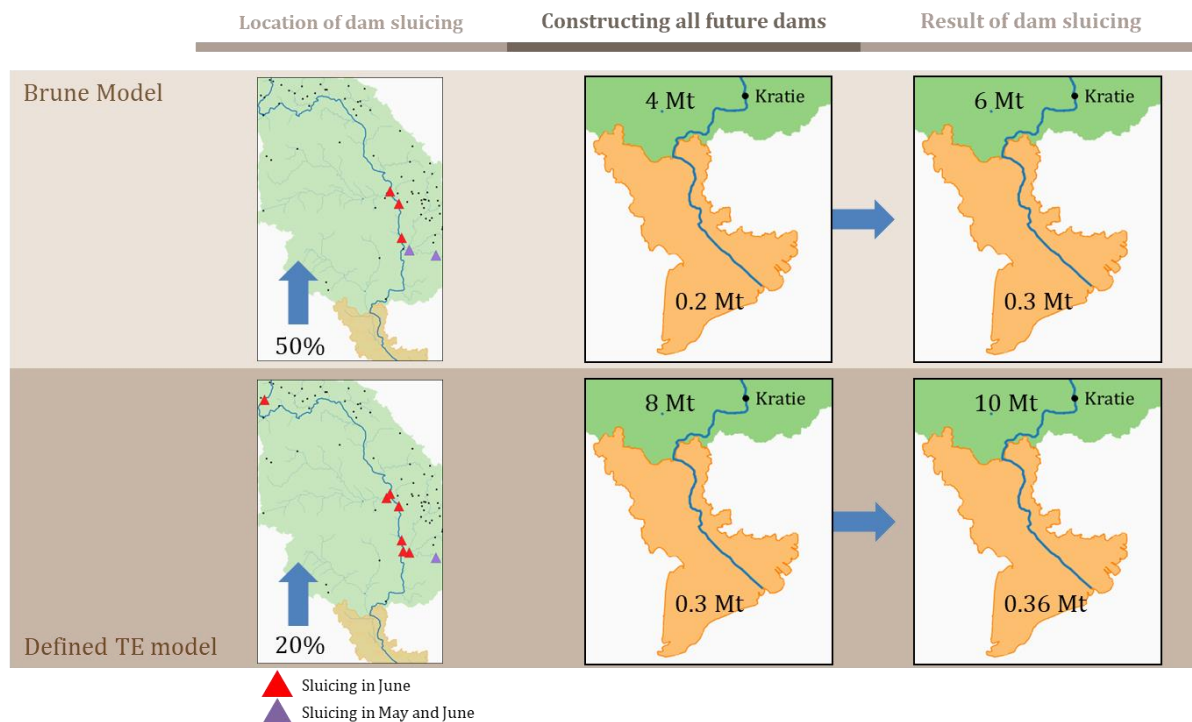 Location of dam sluicing
Constructing all future dams
Result of dam sluicing
Brune Model
50%
4 Mt
Kratie
0.2 Mt
6 Mt
Kratie
0.3 Mt
Defined TE model
20%
8 Mt
Kratie
0.3 Mt
10 Mt
Kratie
0.36 Mt
Sluicing in June
Sluicing in May and June